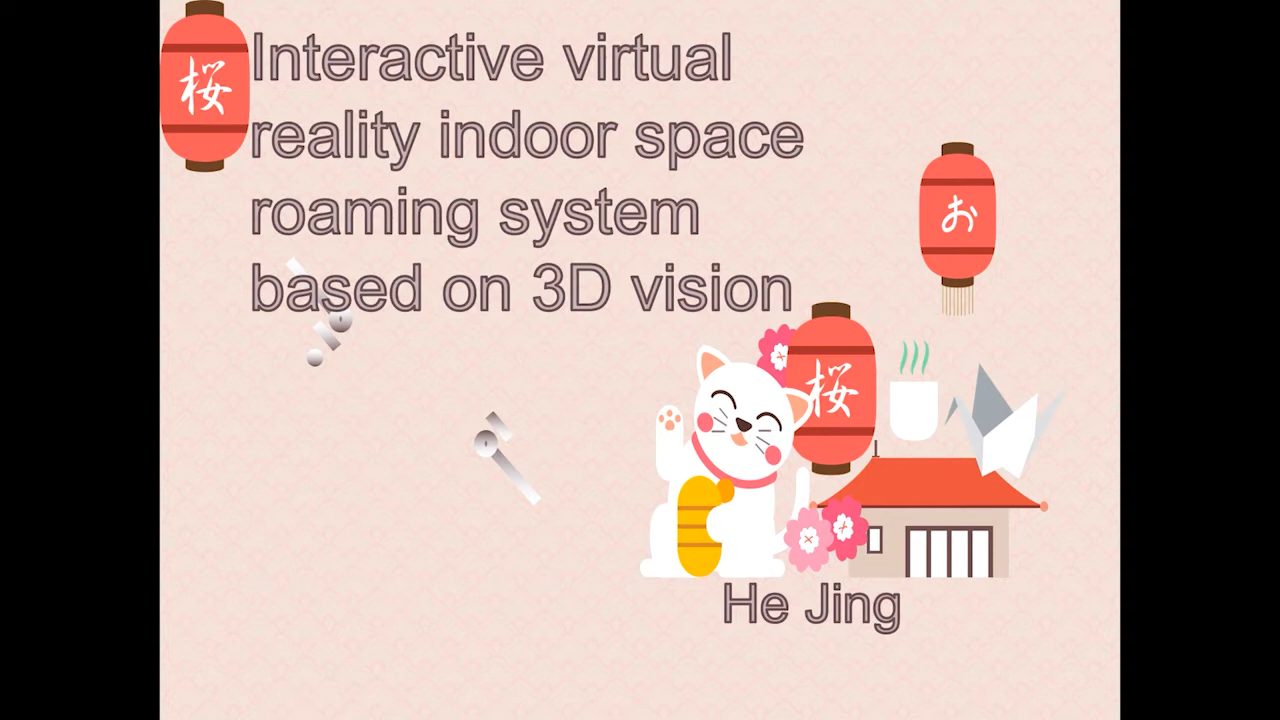 桜
Interactive virtual
reality indoor space
roaming system
based on 3D vision
お
桜
He Jing